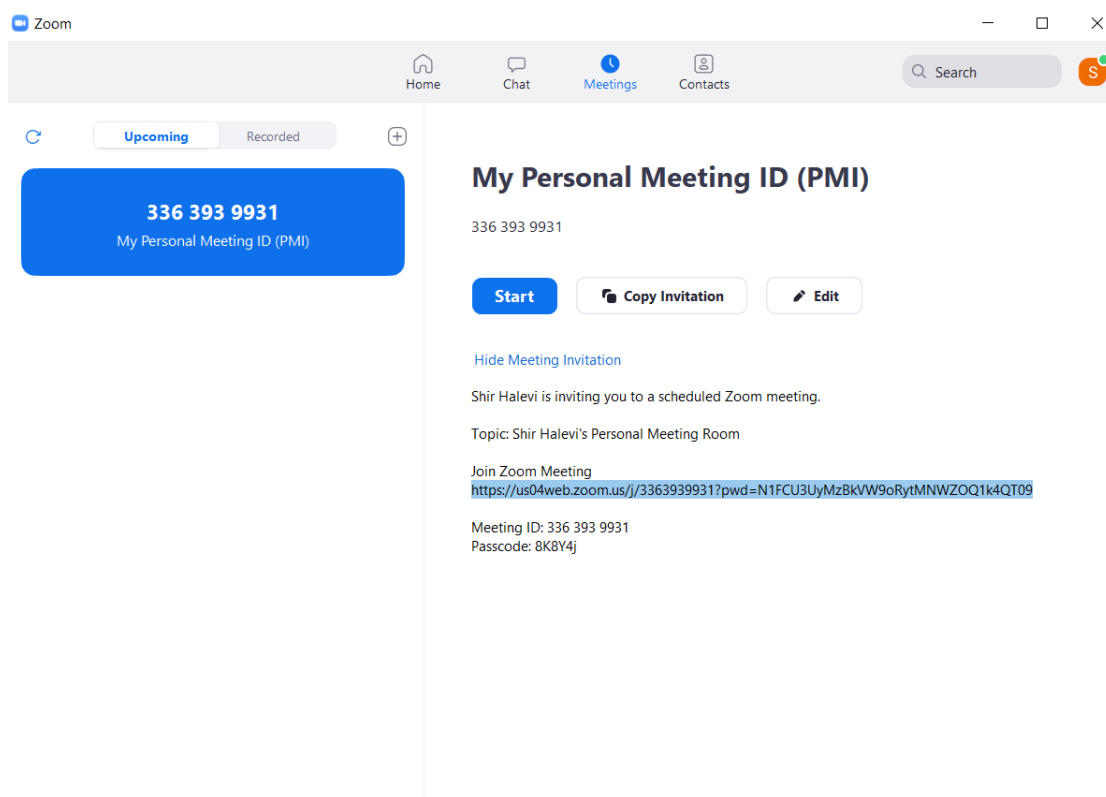 Zoom
Home
Chat
Meetings
Contacts
Search
S
Upcoming
Recorded
336 393 9931
My Personal Meeting ID (PMI)
My Personal Meeting ID (PMI)
336 393 9931
Start
Copy Invitation
Edit
Hide Meeting Invitation
Shir Halevi is inviting you to a scheduled Zoom meeting.
Topic: Shir Halevi's Personal Meeting Room
Join Zoom Meeting
https://us04web.zoom.us/j/3363939931?pwd=N1FCU3UyMzBkVW9oRytMNWZOQ1k4QT09
Meeting ID: 336 393 9931
Passcode: 8K8Y4j